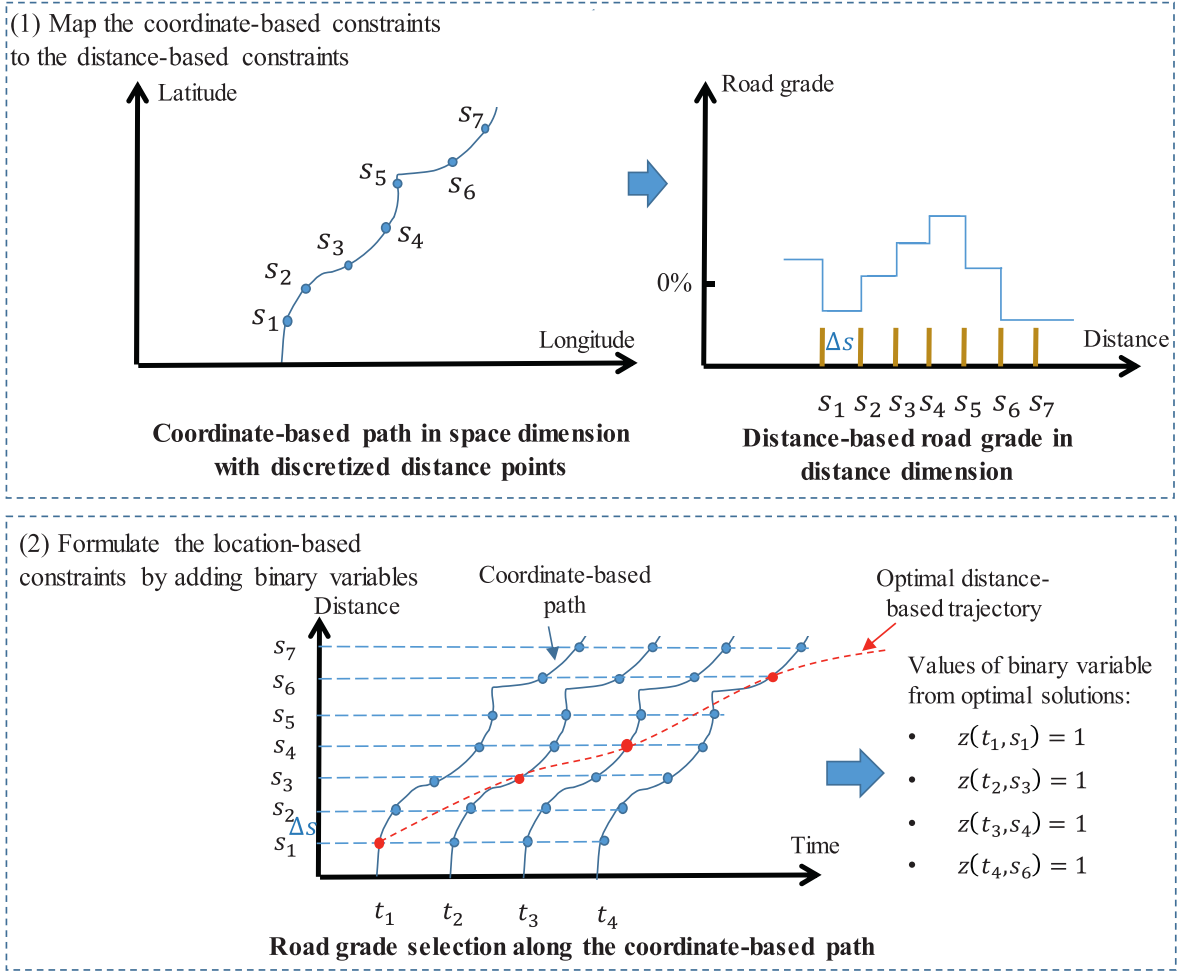 (1) Map the coordinate-based constraints
to the distance-based constraints
Latitude
s₇
s₅
s₆
s₄
s₃
s₂
s₁
Longitude
Coordinate-based path in space dimension
with discretized distance points
Road grade
0%
Δs
Distance
s₁ s₂ s₃ s₄ s₅ s₆ s₇
Distance-based road grade in
distance dimension
(2) Formulate the location-based
constraints by adding binary variables
Distance
Coordinate-based
path
Optimal distance-
based trajectory
s₇
s₆
s₅
s₄
s₃
s₂
Δs
s₁
Time
t₁ t₂ t₃ t₄
Road grade selection along the coordinate-based path
Values of binary variable
from optimal solutions:
• z(t₁,s₁) = 1
• z(t₂,s₃) = 1
• z(t₃,s₄) = 1
• z(t₄,s₆) = 1